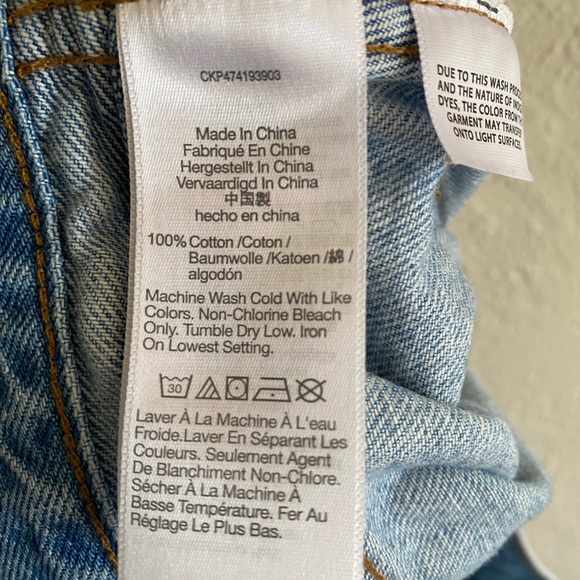 CKP474193903
Made In China
Fabriqué En Chine
Hergestellt In China
Vervaardigd In China
中国製
hecho en china
100% Cotton /Coton /
Baumwolle /Katoen /綿 /
algodón
Machine Wash Cold With Like
Colors. Non-Chlorine Bleach
Only. Tumble Dry Low. Iron
On Lowest Setting.
30
Laver À La Machine À L'eau
Froide.Laver En Séparant Les
Couleurs. Seulement Agent
De Blanchiment Non-Chlore.
Sécher À La Machine À
Basse Température. Fer Au
Réglage Le Plus Bas.
DUE TO THIS WASH
AND THE NATURE OF
DYES, THE COLOR FROM
GARMENT MAY TRANSFER
ONTO LIGHT SURFACES.